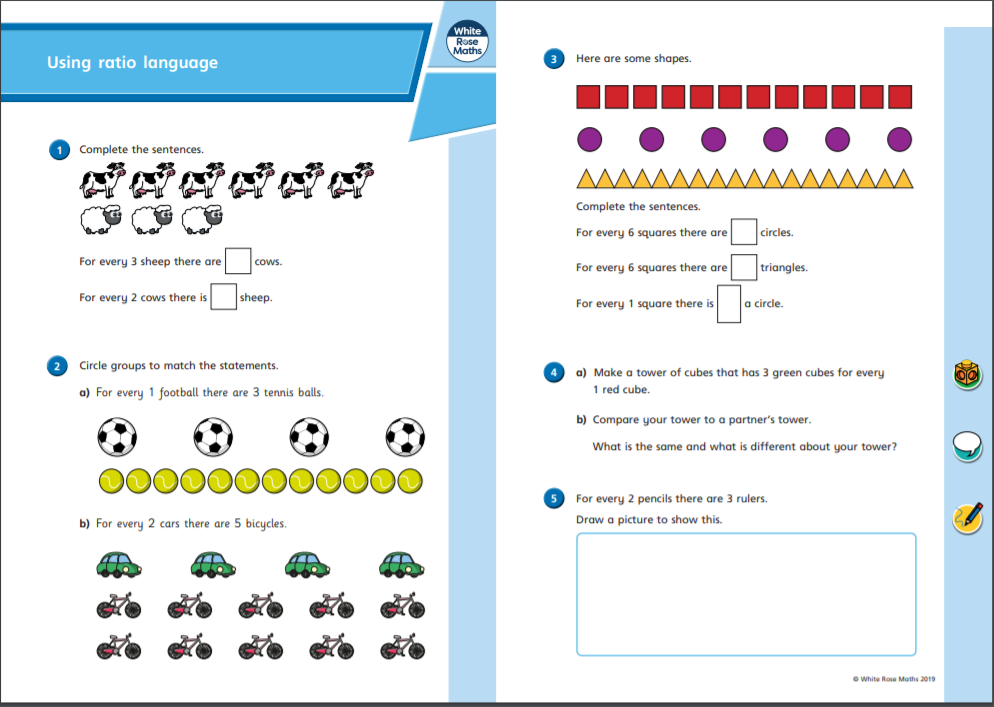 Using ratio language
White
Rose
Maths
1 Complete the sentences.
For every 3 sheep there are cows.
For every 2 cows there is sheep.
2 Circle groups to match the statements.
a) For every 1 football there are 3 tennis balls.
b) For every 2 cars there are 5 bicycles.
3 Here are some shapes.
Complete the sentences.
For every 6 squares there are circles.
For every 6 squares there are triangles.
For every 1 square there is a circle.
4 a) Make a tower of cubes that has 3 green cubes for every
1 red cube.
b) Compare your tower to a partner's tower.
What is the same and what is different about your tower?
5 For every 2 pencils there are 3 rulers.
Draw a picture to show this.
© White Rose Maths 2019